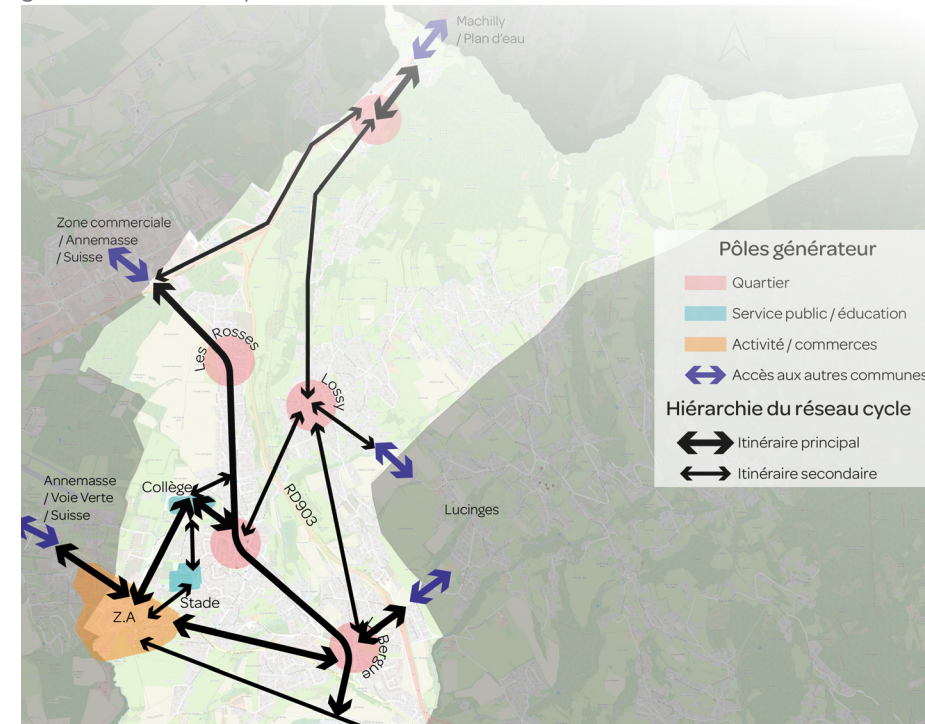 Machilly
/ Plan d'eau
Zone commerciale
/ Annemasse
/ Suisse
Pôles générateur
Quartier
Service public / éducation
Activité / commerces
Accès aux autres communes
Hiérarchie du réseau cycle
Itinéraire principal
Itinéraire secondaire
Les Rosses
Lossy
Annemasse
/ Voie Verte
/ Suisse
Collège
RD903
Lucinges
Stade
Z.A
Bergue